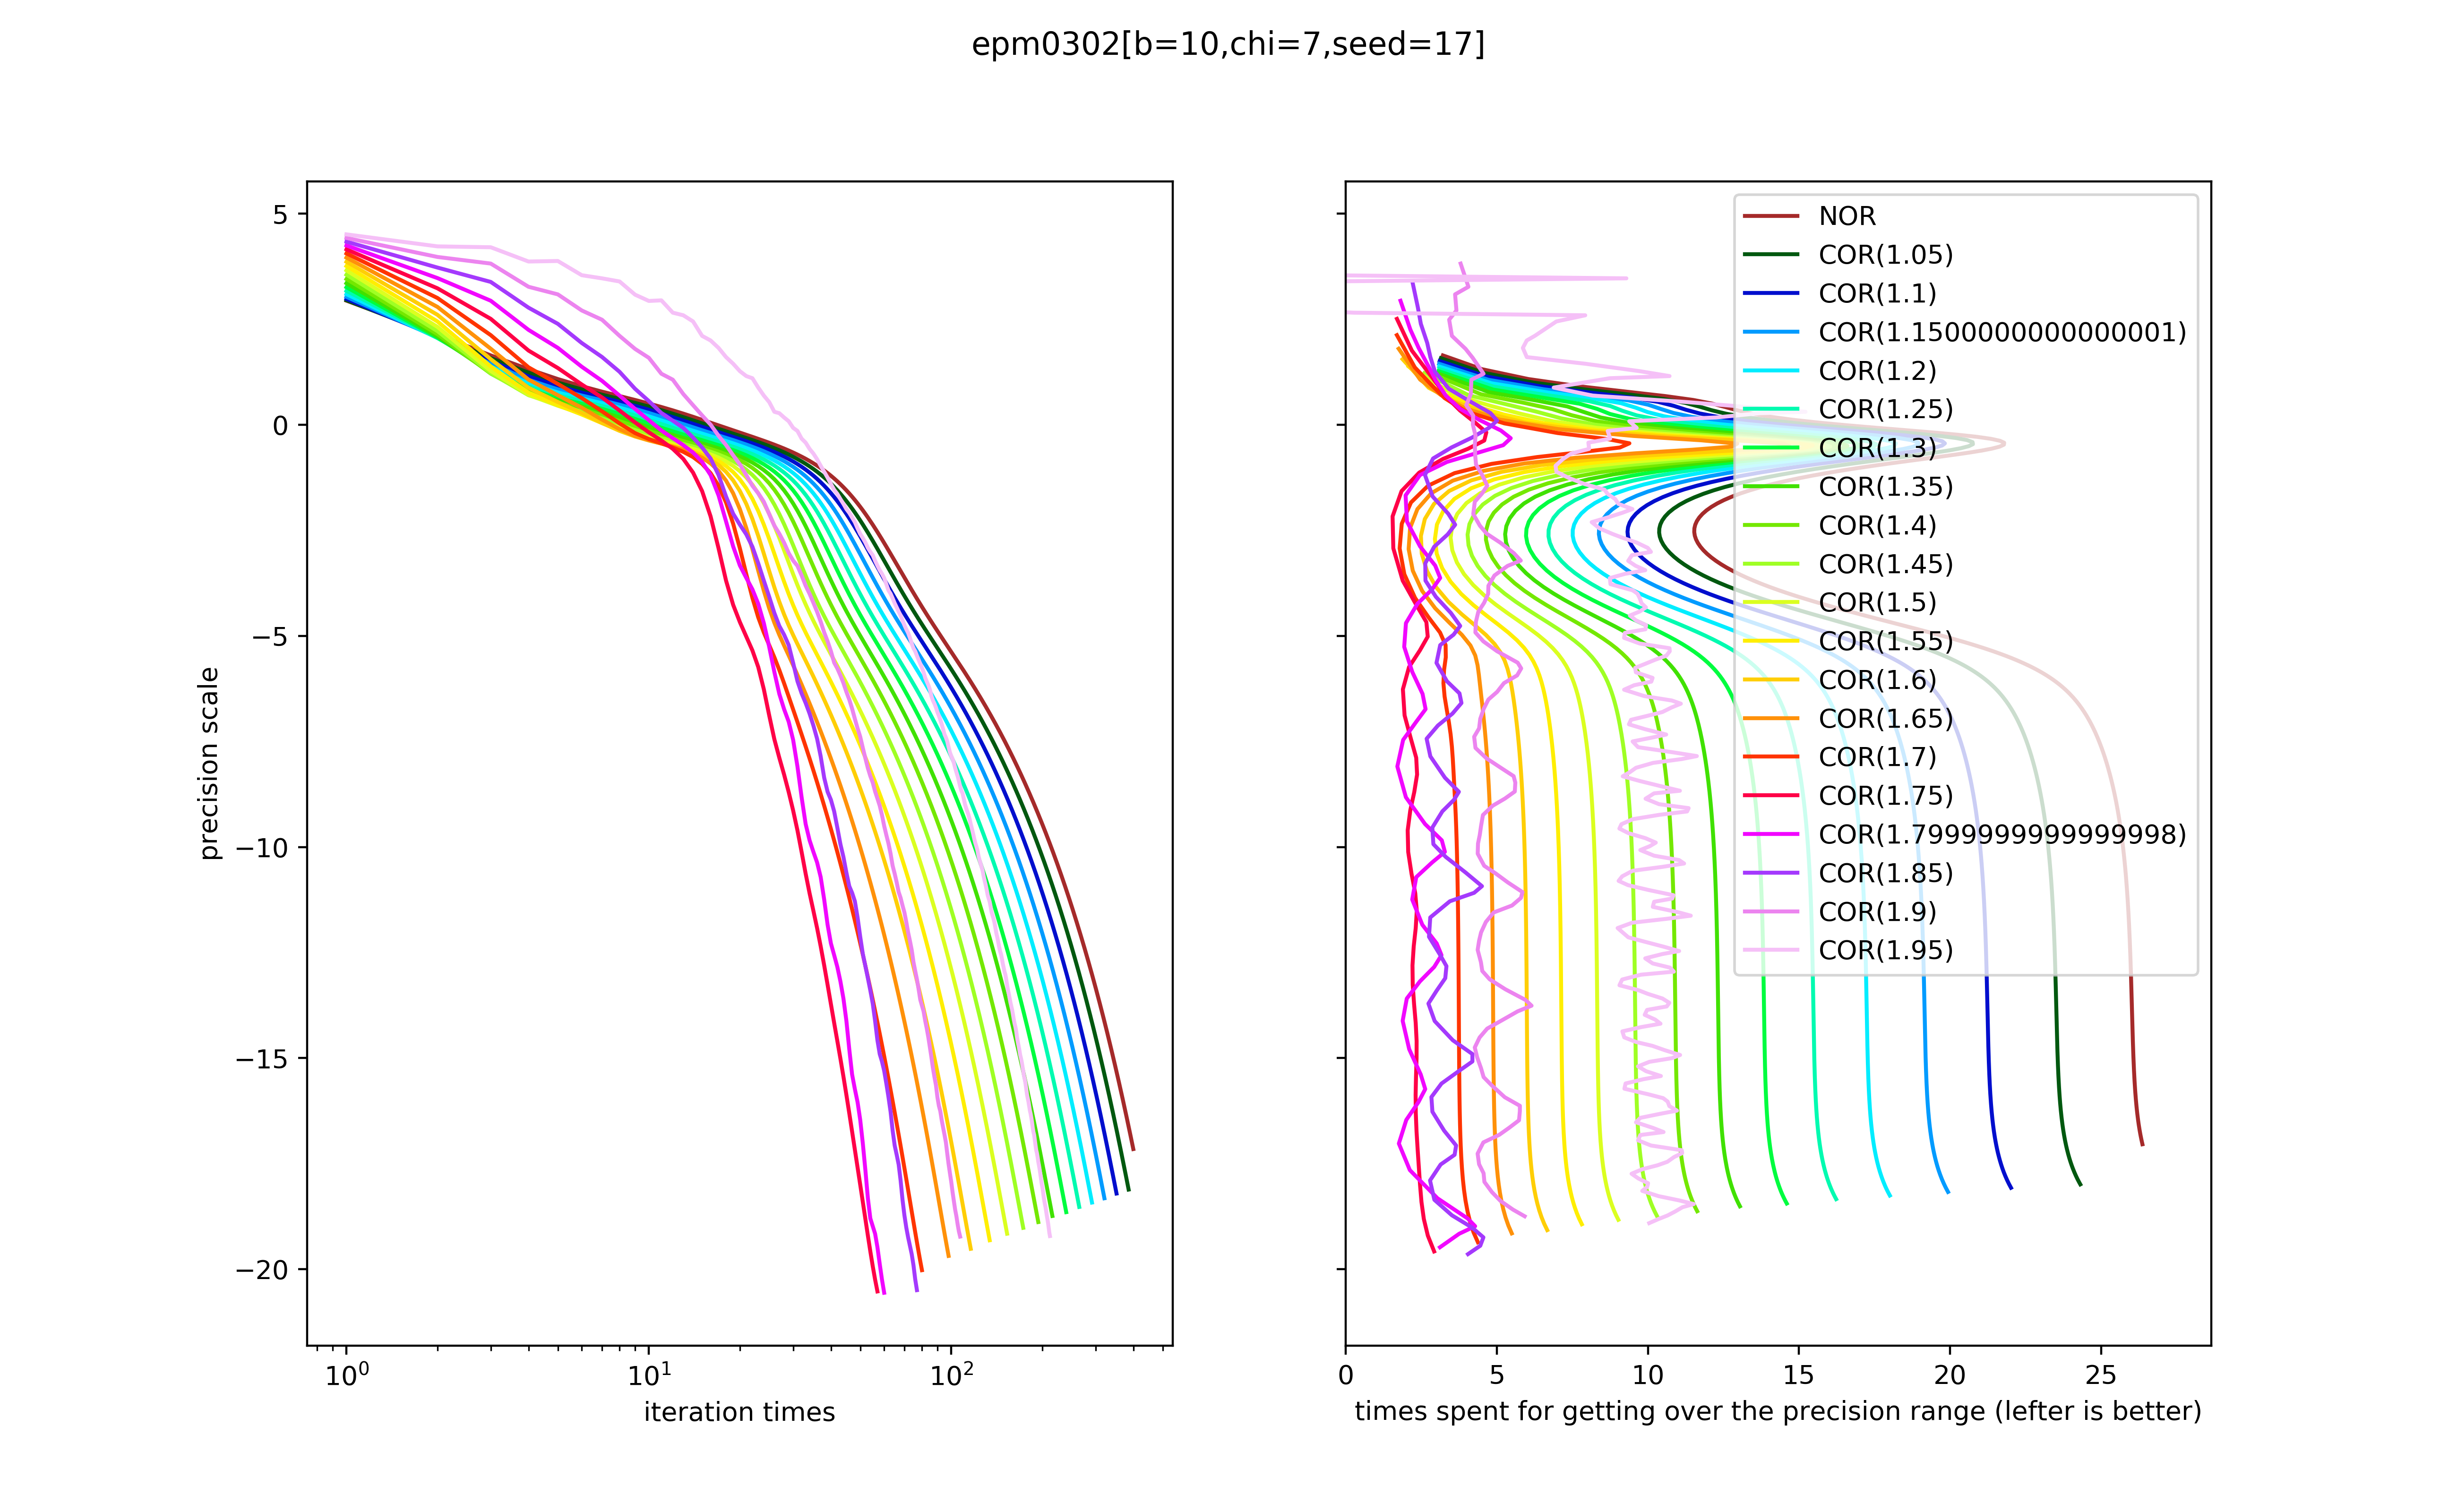 epm0302[b=10,chi=7,seed=17]
precision scale
5
0
−5
−10
−15
−20
10⁰
10¹
10²
iteration times
NOR
COR(1.05)
COR(1.1)
COR(1.1500000000000001)
COR(1.2)
COR(1.25)
COR(1.3)
COR(1.35)
COR(1.4)
COR(1.45)
COR(1.5)
COR(1.55)
COR(1.6)
COR(1.65)
COR(1.7)
COR(1.75)
COR(1.7999999999999998)
COR(1.85)
COR(1.9)
COR(1.95)
0
5
10
15
20
25
times spent for getting over the precision range (lefter is better)